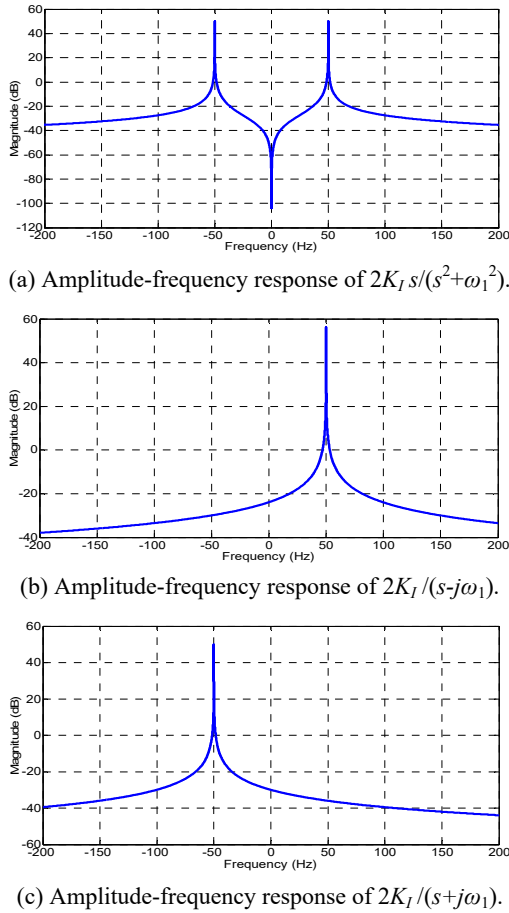 60
40
20
0
-20
-40
-60
-80
-100
-120
Magnitude (dB)
-200 -150 -100 -50 0 50 100 150 200
Frequency (Hz)
(a) Amplitude-frequency response of 2K_I s/(s²+ω₁²).
60
40
20
0
-20
-40
Magnitude (dB)
-200 -150 -100 -50 0 50 100 150 200
Frequency (Hz)
(b) Amplitude-frequency response of 2K_I /(s-jω₁).
60
40
20
0
-20
-40
-60
Magnitude (dB)
-200 -150 -100 -50 0 50 100 150 200
Frequency (Hz)
(c) Amplitude-frequency response of 2K_I /(s+jω₁).